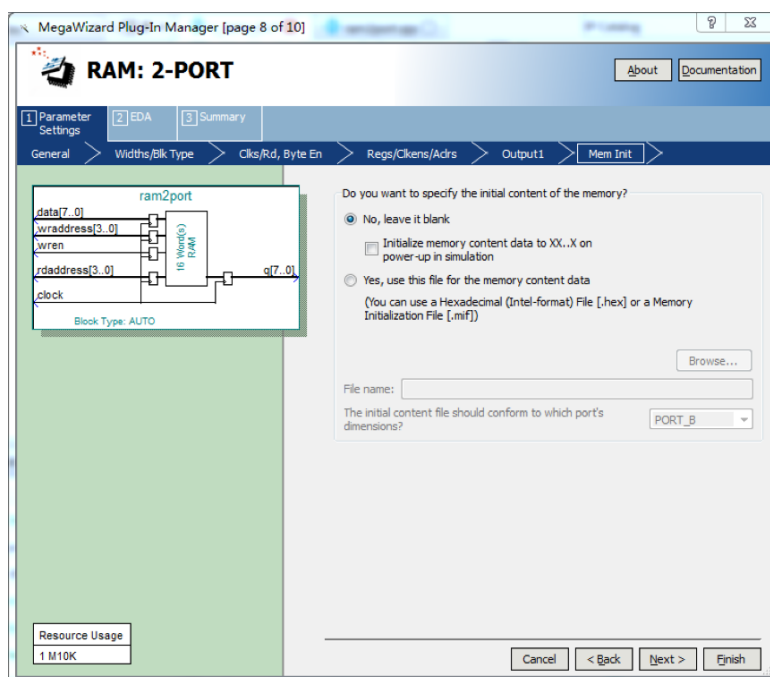 MegaWizard Plug-In Manager [page 8 of 10]
RAM: 2-PORT
About
Documentation
1 Parameter Settings
2 EDA
3 Summary
General
Widths/Blk Type
Clks/Rd, Byte En
Regs/Clkens/Aclrs
Output1
Mem Init
ram2port
data[7..0]
wraddress[3..0]
wren
rdaddress[3..0]
clock
16 Word(s)
RAM
q[7..0]
Block Type: AUTO
Do you want to specify the initial content of the memory?
No, leave it blank
Initialize memory content data to XX..X on
power-up in simulation
Yes, use this file for the memory content data
(You can use a Hexadecimal (Intel-format) File [.hex] or a Memory
Initialization File [.mif])
Browse...
File name:
The initial content file should conform to which port's
dimensions?
PORT_B
Resource Usage
1 M10K
Cancel
< Back
Next >
Finish